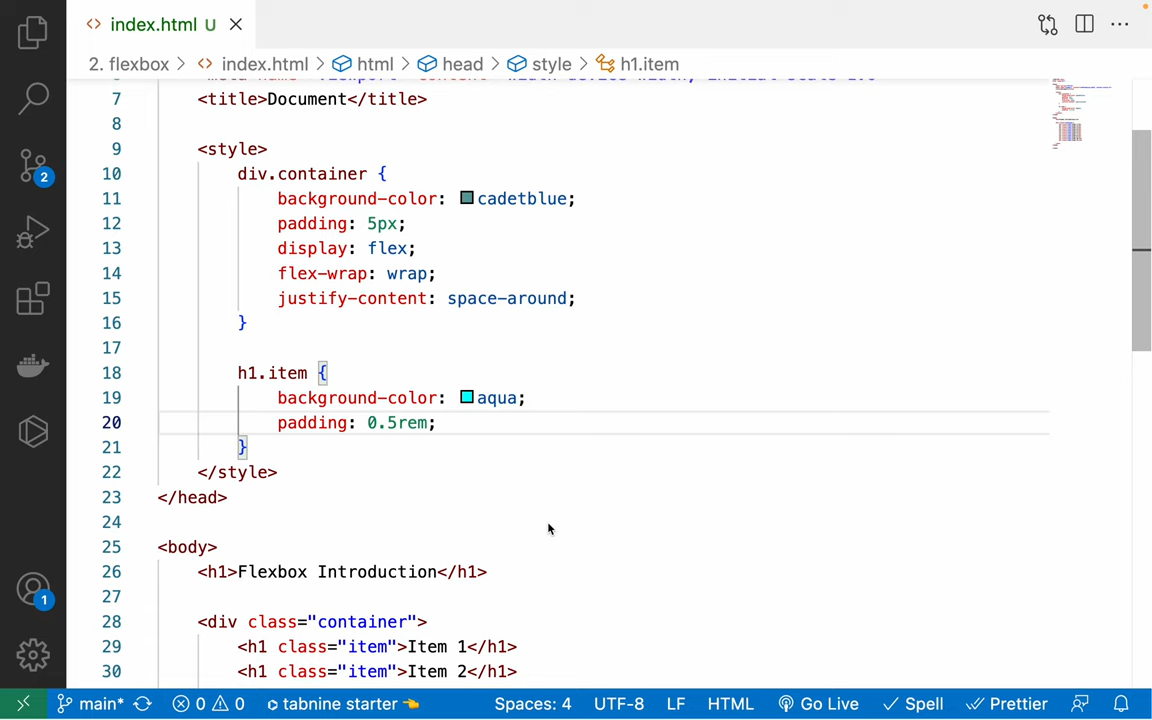 index.html U
2. flexbox > index.html > html > head > style > h1.item
7 <title>Document</title>
8
9 <style>
10 div.container {
11 background-color: cadetblue;
12 padding: 5px;
13 display: flex;
14 flex-wrap: wrap;
15 justify-content: space-around;
16 }
17
18 h1.item {
19 background-color: aqua;
20 padding: 0.5rem;
21 }
22 </style>
23 </head>
24
25 <body>
26 <h1>Flexbox Introduction</h1>
27
28 <div class="container">
29 <h1 class="item">Item 1</h1>
30 <h1 class="item">Item 2</h1>
2
1
main* 0 0 tabnine starter Spaces: 4 UTF-8 LF HTML Go Live Spell Prettier